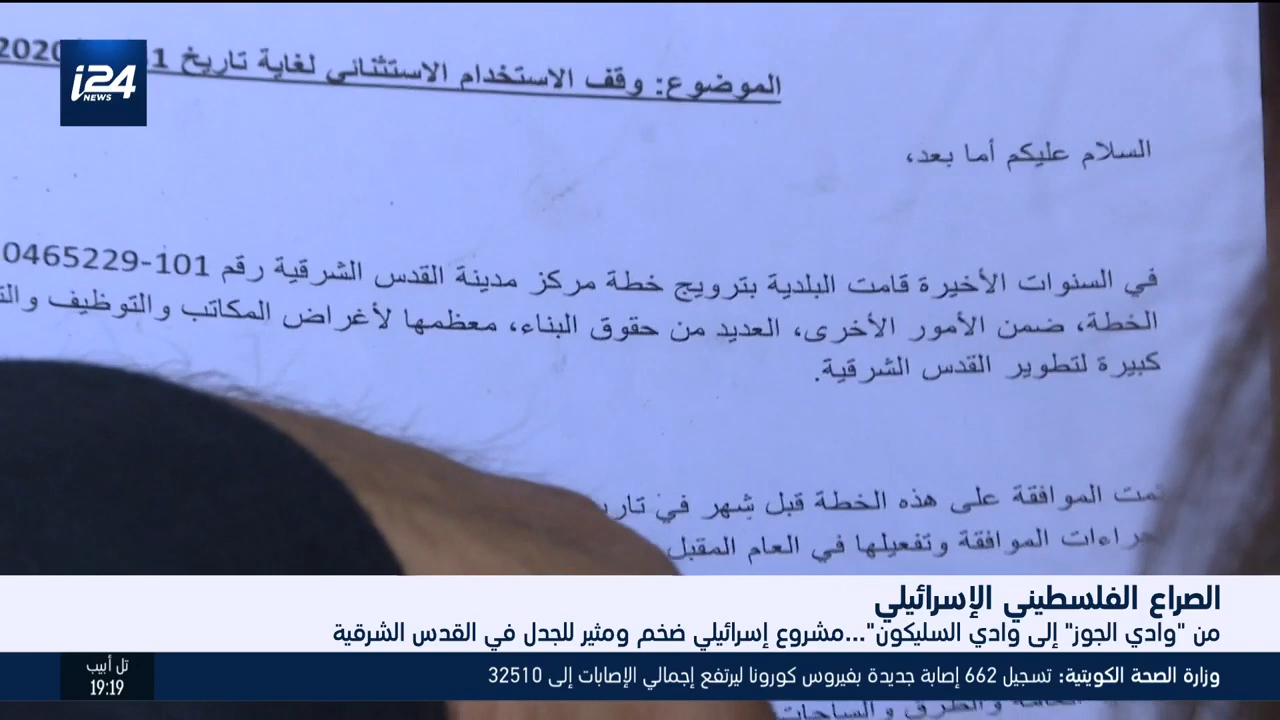 i24
NEWS
الموضوع: وقف الاستخدام الاستثنائي لغاية تاريخ
السلام عليكم أما بعد،
في السنوات الأخيرة قامت البلدية بترويج خطة مركز مدينة القدس الشرقية رقم 101-0465229
الخطة، ضمن الأمور الأخرى، العديد من حقوق البناء، معظمها لأغراض المكاتب والتوظيف
كبيرة لتطوير القدس الشرقية.
تمت الموافقة على هذه الخطة قبل شهر في
الموافقة وتفعيلها في العام المقبل
الصراع الفلسطيني الإسرائيلي
من "وادي الجوز" إلى وادي السليكون"...مشروع إسرائيلي ضخم ومثير للجدل في القدس الشرقية
وزارة الصحة الكويتية: تسجيل 662 إصابة جديدة بفيروس كورونا ليرتفع إجمالي الإصابات إلى 32510
تل أبيب
19:19